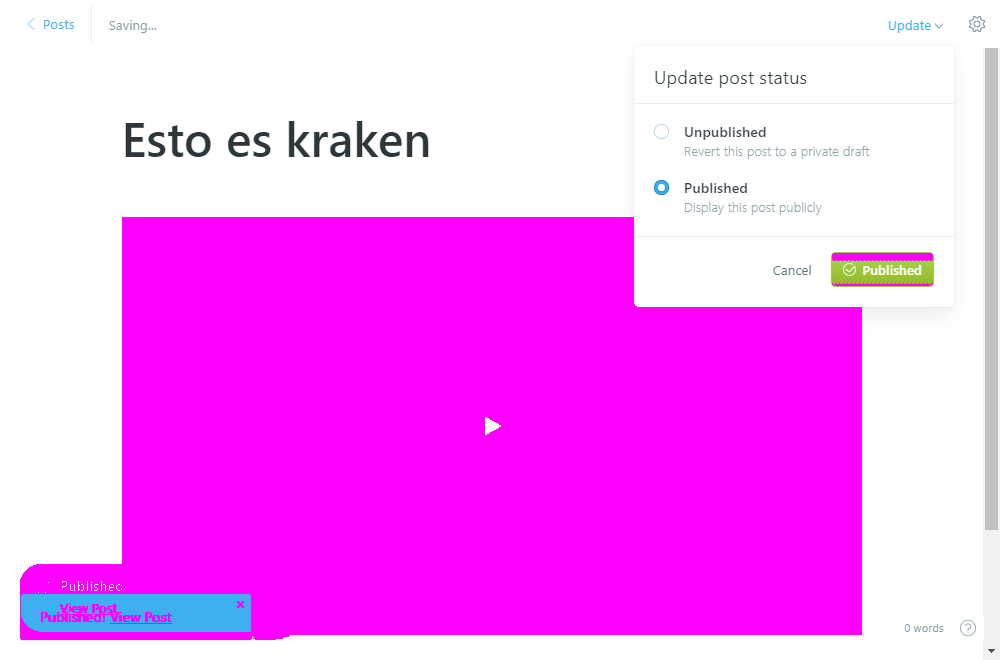 Posts
Saving...
Update
Update post status
Esto es kraken
Unpublished
Revert this post to a private draft
Published
Display this post publicly
Cancel
Published
Published
View Post
Published! View Post
0 words
?